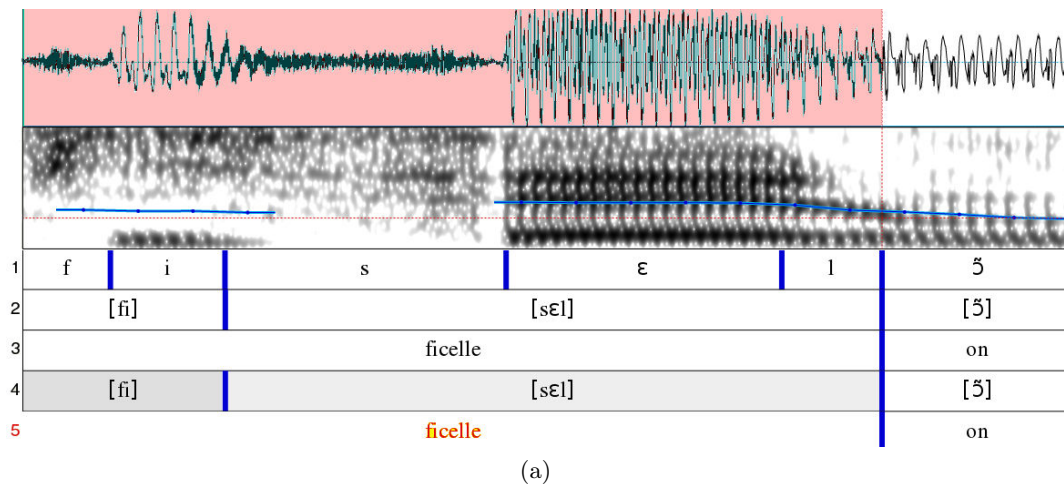 1 f i s ɛ l ɔ̃
2 [fi] [sɛl] [ɔ̃]
3 ficelle on
4 [fi] [sɛl] [ɔ̃]
5 ficelle on
(a)